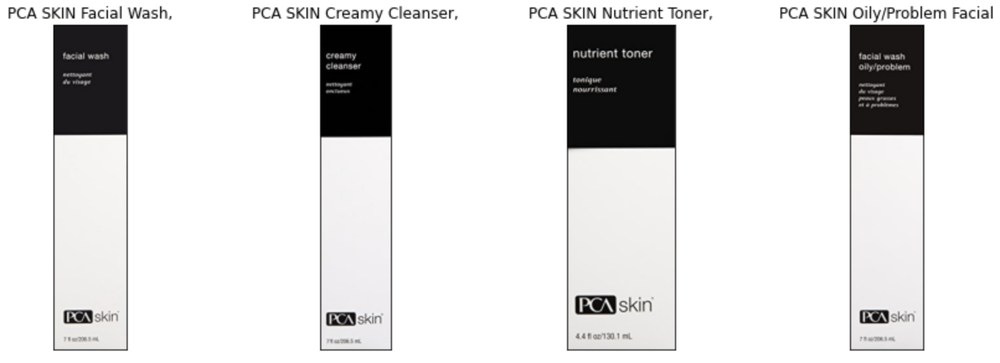 PCA SKIN Facial Wash,
facial wash
nettoyant
du visage
PCA skin
7 fl oz/206.5 mL
PCA SKIN Creamy Cleanser,
creamy
cleanser
nettoyant
onctueux
PCA skin
7 fl oz/206.5 mL
PCA SKIN Nutrient Toner,
nutrient toner
tonique
nourrissant
PCA skin
4.4 fl oz/130.1 mL
PCA SKIN Oily/Problem Facial
facial wash
oily/problem
nettoyant
du visage
peaux grasses
et à problèmes
PCA skin
7 fl oz/206.5 mL